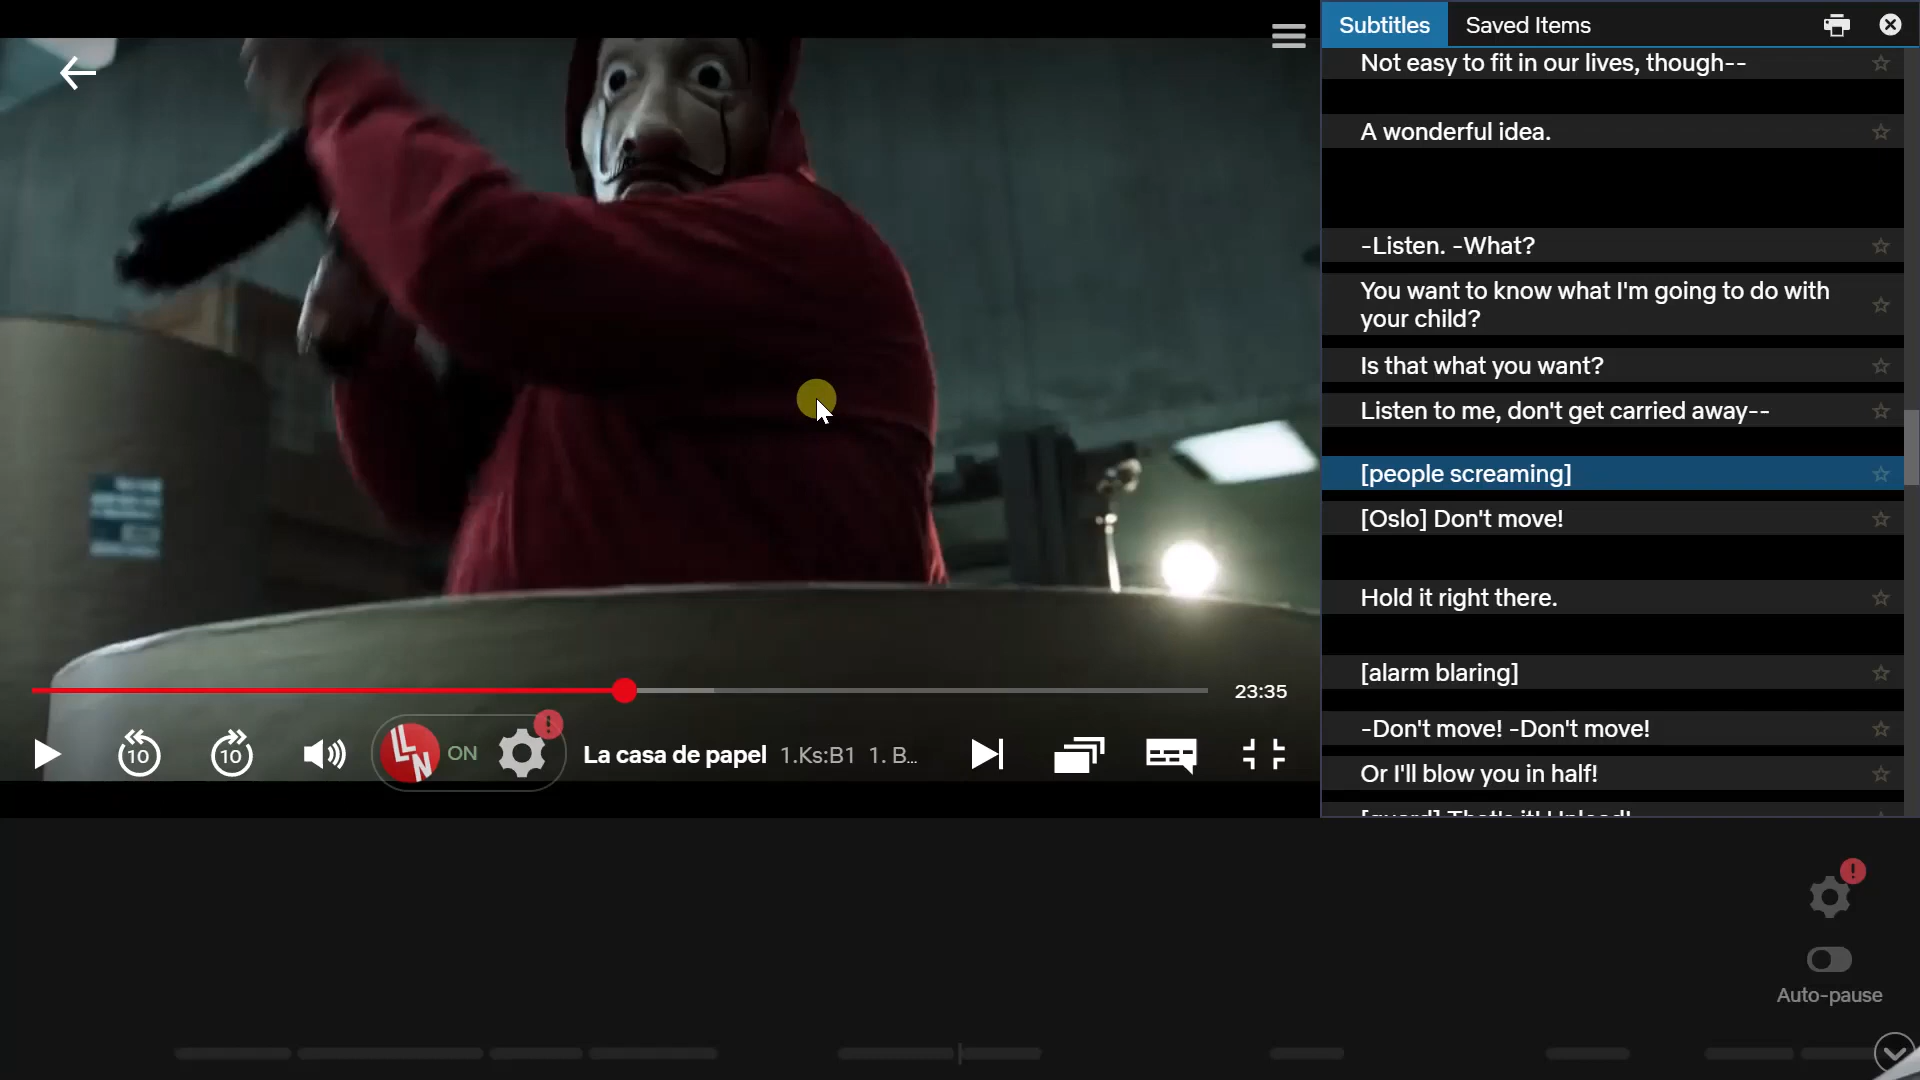 Subtitles
Saved Items
Not easy to fit in our lives, though--
A wonderful idea.
-Listen. -What?
You want to know what I'm going to do with
your child?
Is that what you want?
Listen to me, don't get carried away--
[people screaming]
[Oslo] Don't move!
Hold it right there.
[alarm blaring]
-Don't move! -Don't move!
Or I'll blow you in half!
23:35
10
10
LLN
ON
!
La casa de papel 1.Ks:B1 1. B...
!
Auto-pause